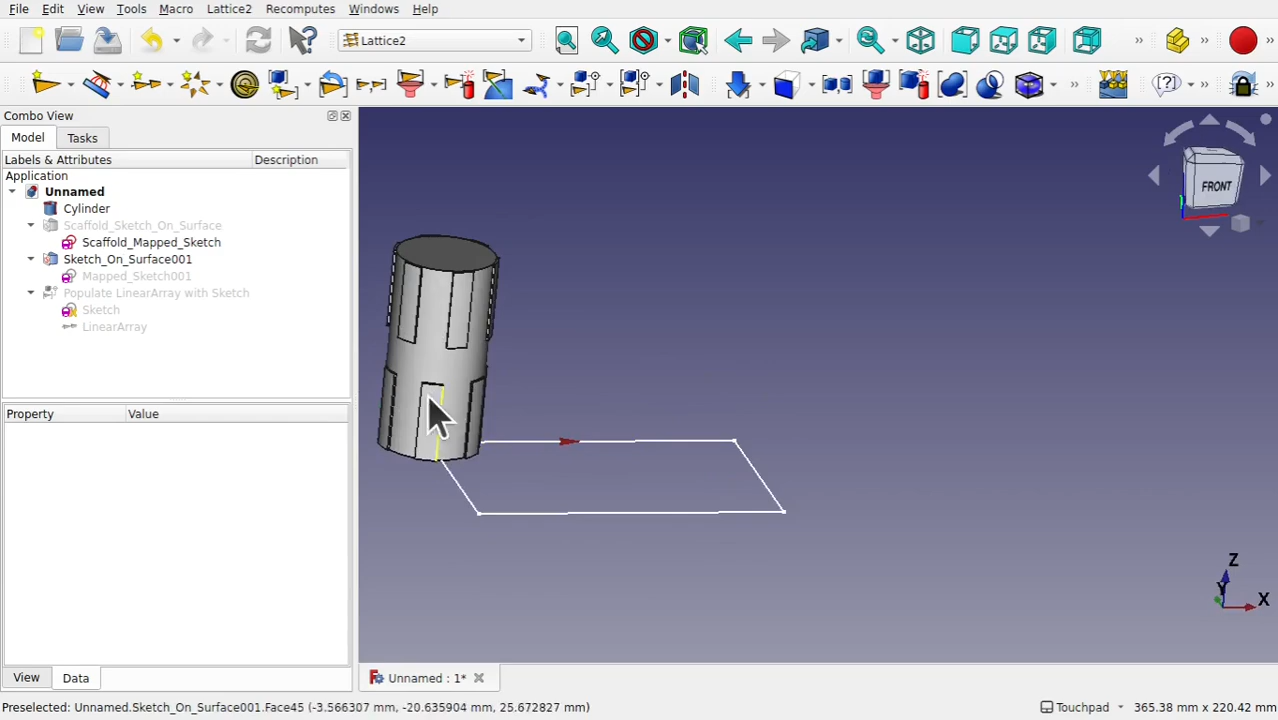 File Edit View Tools Macro Lattice2 Recomputes Windows Help
Lattice2
Combo View
Model Tasks
Labels & Attributes Description
Application
Unnamed
Cylinder
Scaffold_Sketch_On_Surface
Scaffold_Mapped_Sketch
Sketch_On_Surface001
Mapped_Sketch001
Populate LinearArray with Sketch
Sketch
LinearArray
Property Value
View Data
FRONT
Z
Y
X
Unnamed : 1*
Preselected: Unnamed.Sketch_On_Surface001.Face45 (-3.566307 mm, -20.635904 mm, 25.672827 mm)
Touchpad
365.38 mm x 220.42 mm